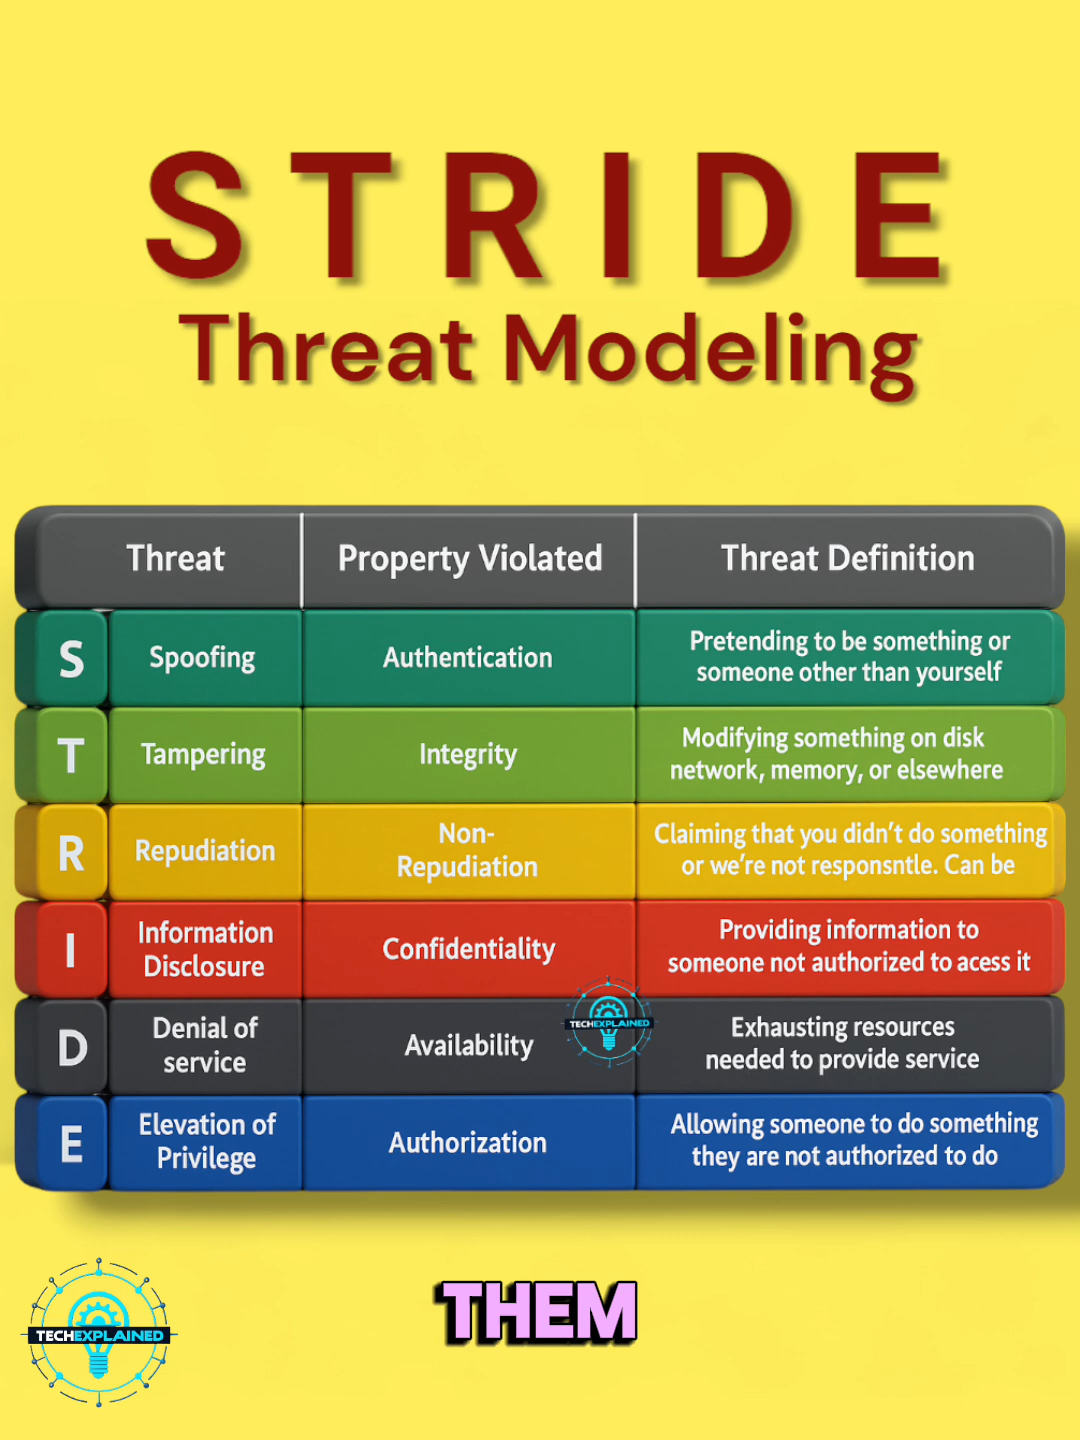 STRIDE
Threat Modeling
Threat
Property Violated
Threat Definition
S
Spoofing
Authentication
Pretending to be something or
someone other than yourself
T
Tampering
Integrity
Modifying something on disk
network, memory, or elsewhere
R
Repudiation
Non-
Repudiation
Claiming that you didn't do something
or we're not responsntle. Can be
I
Information
Disclosure
Confidentiality
Providing information to
someone not authorized to acess it
D
Denial of
service
Availability
Exhausting resources
needed to provide service
TECHEXPLAINED
E
Elevation of
Privilege
Authorization
Allowing someone to do something
they are not authorized to do
TECHEXPLAINED
THEM